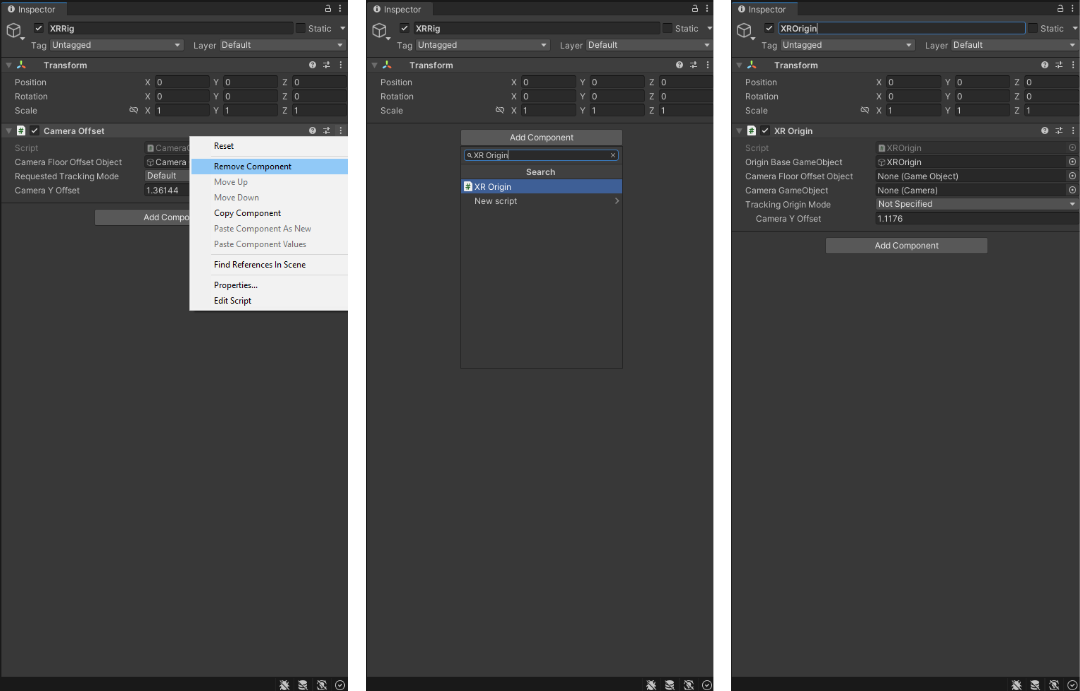 Inspector
XRRig
Static
Tag Untagged Layer Default
Transform
Position X 0 Y 0 Z 0
Rotation X 0 Y 0 Z 0
Scale X 1 Y 1 Z 1
Camera Offset
Script CameraO
Camera Floor Offset Object Camera
Requested Tracking Mode Default
Camera Y Offset 1.36144
Add Compo
Reset
Remove Component
Move Up
Move Down
Copy Component
Paste Component As New
Paste Component Values
Find References In Scene
Properties...
Edit Script
Inspector
XRRig
Static
Tag Untagged Layer Default
Transform
Position X 0 Y 0 Z 0
Rotation X 0 Y 0 Z 0
Scale X 1 Y 1 Z 1
Add Component
XR Origin
Search
XR Origin
New script
Inspector
XROrigin
Static
Tag Untagged Layer Default
Transform
Position X 0 Y 0 Z 0
Rotation X 0 Y 0 Z 0
Scale X 1 Y 1 Z 1
XR Origin
Script XROrigin
Origin Base GameObject XROrigin
Camera Floor Offset Object None (Game Object)
Camera GameObject None (Camera)
Tracking Origin Mode Not Specified
Camera Y Offset 1.1176
Add Component